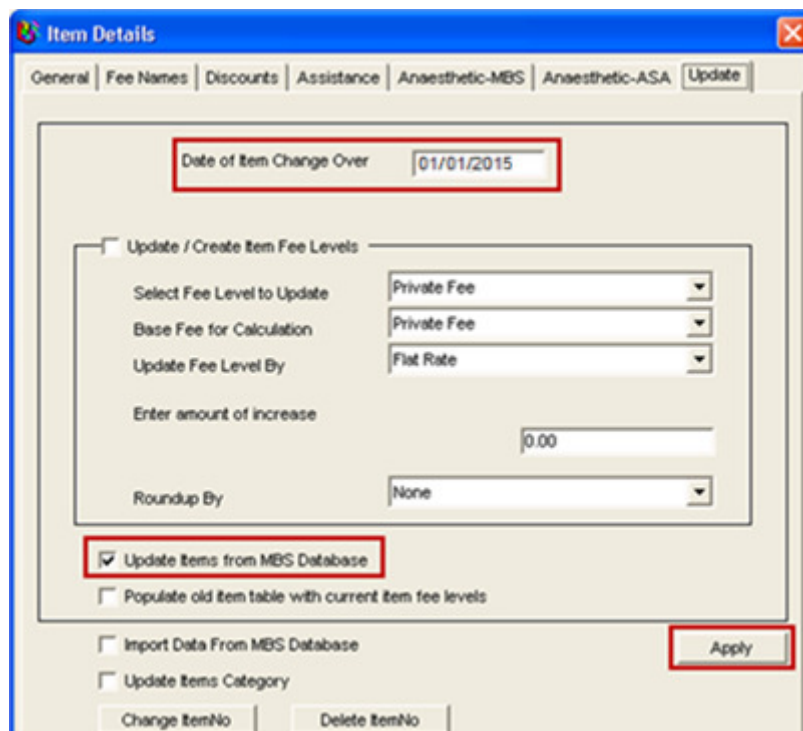 Item Details
General Fee Names Discounts Assistance Anaesthetic-MBS Anaesthetic-ASA Update
Date of Item Change Over 01/01/2015
Update / Create Item Fee Levels
Select Fee Level to Update Private Fee
Base Fee for Calculation Private Fee
Update Fee Level By Flat Rate
Enter amount of increase
0.00
Roundup By None
Update Items from MBS Database
Populate old item table with current item fee levels
Import Data From MBS Database Apply
Update Items Category
Change ItemNo Delete ItemNo